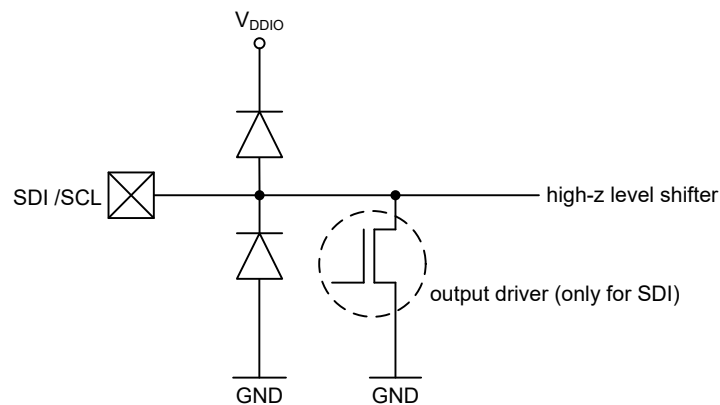 VDDIO
SDI /SCL
high-z level shifter
output driver (only for SDI)
GND
GND